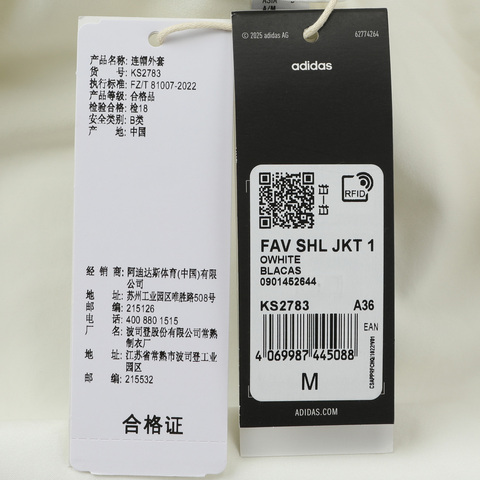 产品名称: 连帽外套
货 号: KS2783
执行标准: FZ/T 81007-2022
产品等级: 合格品
检验合格: 检18
安全类别: B类
产 地: 中国
经 销 商: 阿迪达斯体育(中国)有限
公司
地 址: 苏州工业园区唯胜路508号
邮 编: 215126
电 话: 400 880 1515
厂 名: 波司登股份有限公司常熟
制衣厂
地 址: 江苏省常熟市波司登工业
园区
邮 编: 215532
合格证
© 2025 adidas AG
62774264
adidas
RFID
FAV SHL JKT 1
OWHITE
BLACAS
0901452644
KS2783 A36
EAN
4 069987 445088
M
ADIDAS.COM